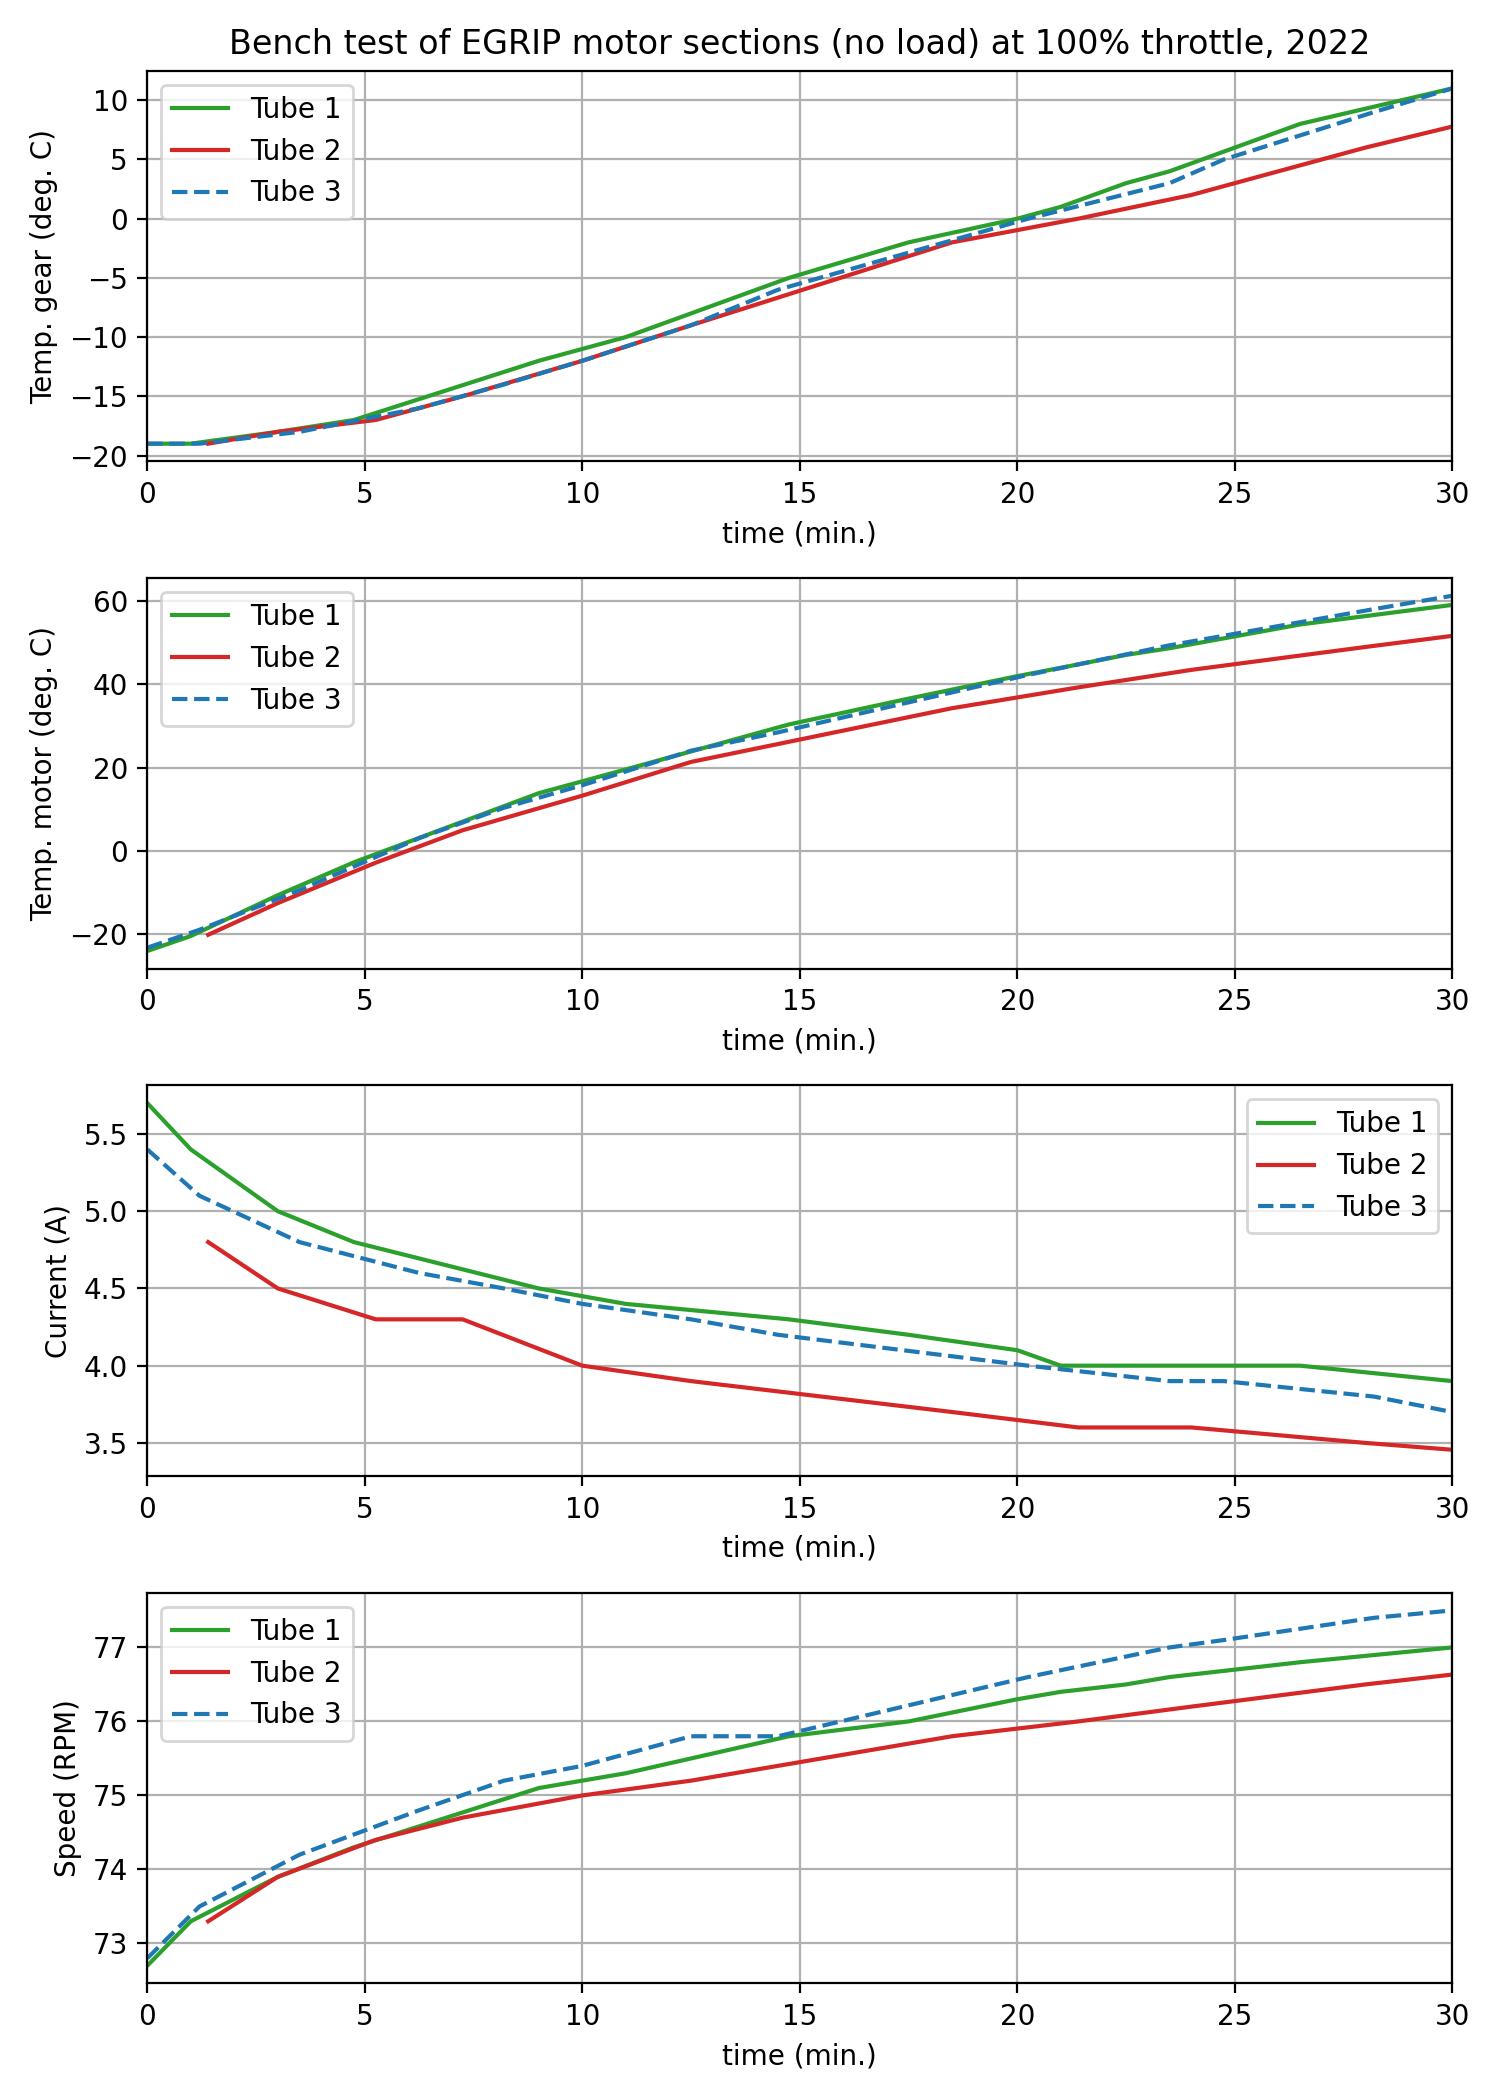 Bench test of EGRIP motor sections (no load) at 100% throttle, 2022
Temp. gear (deg. C)
10
5
0
−5
−10
−15
−20
Tube 1
Tube 2
Tube 3
0 5 10 15 20 25 30
time (min.)
Temp. motor (deg. C)
60
40
20
0
−20
Tube 1
Tube 2
Tube 3
0 5 10 15 20 25 30
time (min.)
Current (A)
5.5
5.0
4.5
4.0
3.5
Tube 1
Tube 2
Tube 3
0 5 10 15 20 25 30
time (min.)
Speed (RPM)
77
76
75
74
73
Tube 1
Tube 2
Tube 3
0 5 10 15 20 25 30
time (min.)